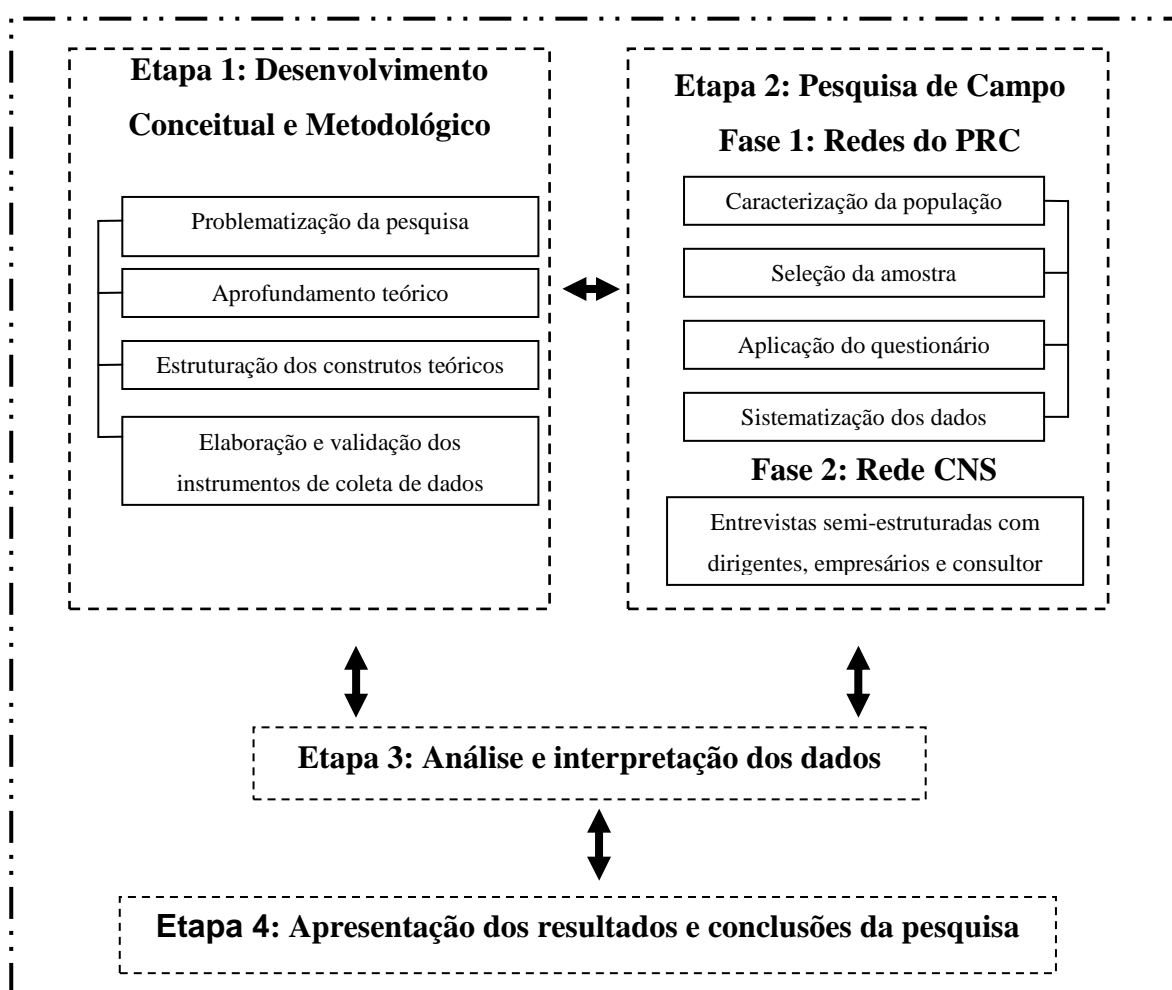 Etapa 1: Desenvolvimento
Conceitual e Metodológico
Problematização da pesquisa
Aprofundamento teórico
Estruturação dos construtos teóricos
Elaboração e validação dos
instrumentos de coleta de dados
Etapa 2: Pesquisa de Campo
Fase 1: Redes do PRC
Caracterização da população
Seleção da amostra
Aplicação do questionário
Sistematização dos dados
Fase 2: Rede CNS
Entrevistas semi-estruturadas com
dirigentes, empresários e consultor
Etapa 3: Análise e interpretação dos dados
Etapa 4: Apresentação dos resultados e conclusões da pesquisa